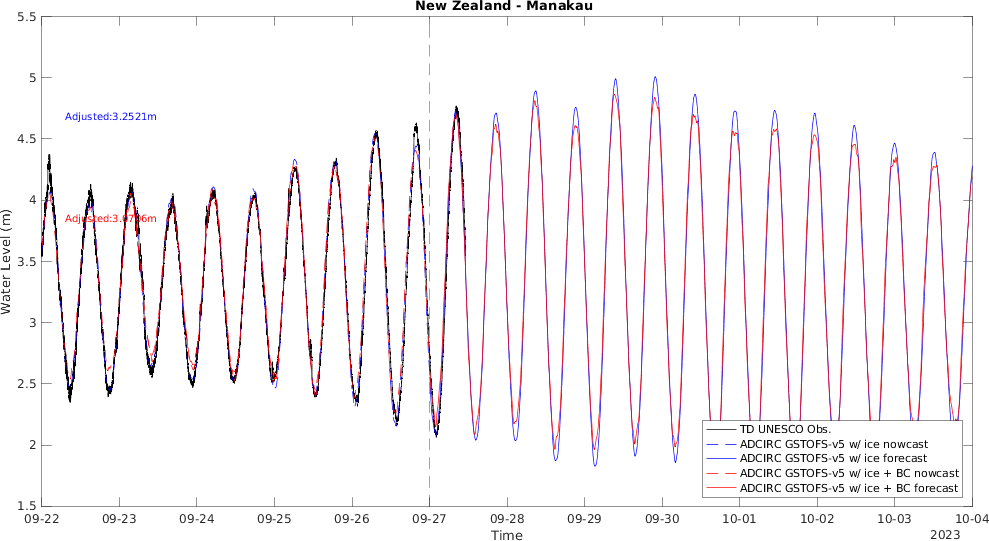 New Zealand - Manakau
5.5
5
4.5
4
3.5
3
2.5
2
1.5
Water Level (m)
Adjusted:3.2521m
Adjusted:3.0796m
TD UNESCO Obs.
ADCIRC GSTOFS-v5 w/ ice nowcast
ADCIRC GSTOFS-v5 w/ ice forecast
ADCIRC GSTOFS-v5 w/ ice + BC nowcast
ADCIRC GSTOFS-v5 w/ ice + BC forecast
09-22 09-23 09-24 09-25 09-26 09-27 09-28 09-29 09-30 10-01 10-02 10-03 10-04
Time
2023